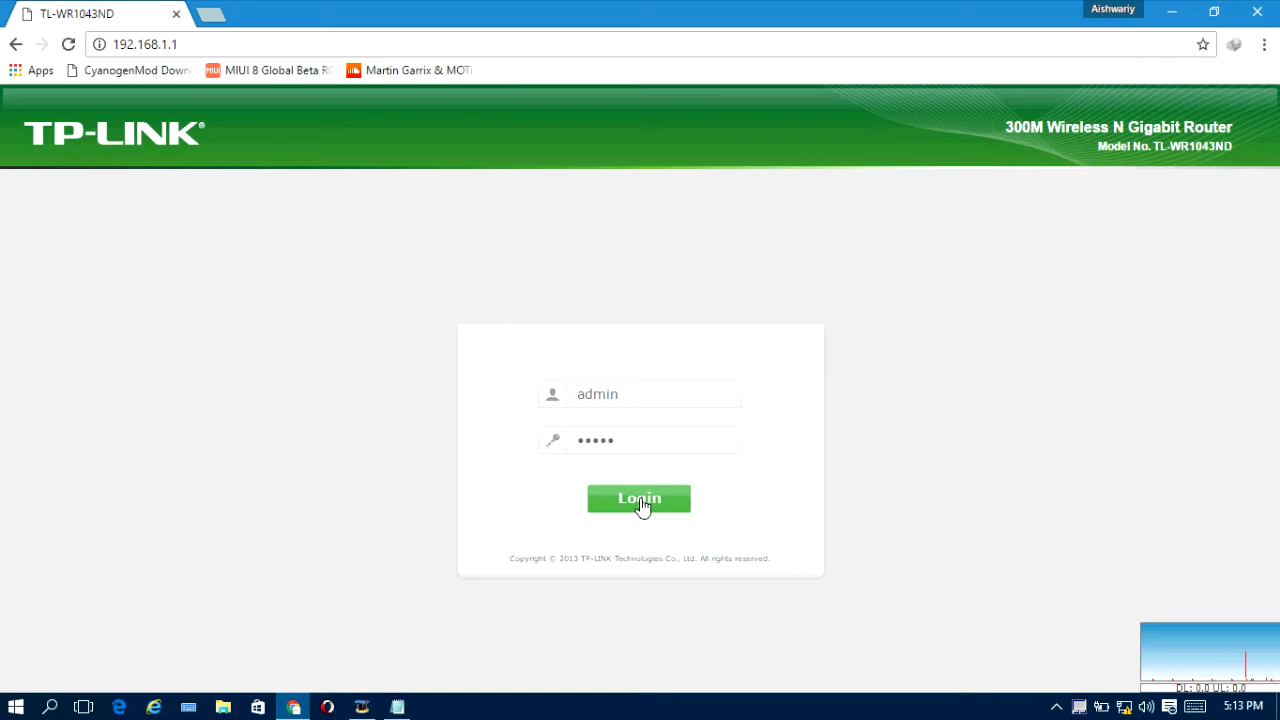 TL-WR1043ND
Aishwariy
192.168.1.1
Apps
CyanogenMod Down
MIUI 8 Global Beta RO
Martin Garrix & MOTi
TP-LINK®
300M Wireless N Gigabit Router
Model No. TL-WR1043ND
admin
•••••
Login
Copyright © 2013 TP-LINK Technologies Co., Ltd. All rights reserved.
DL: 0.0 UL: 0.0
5:13 PM